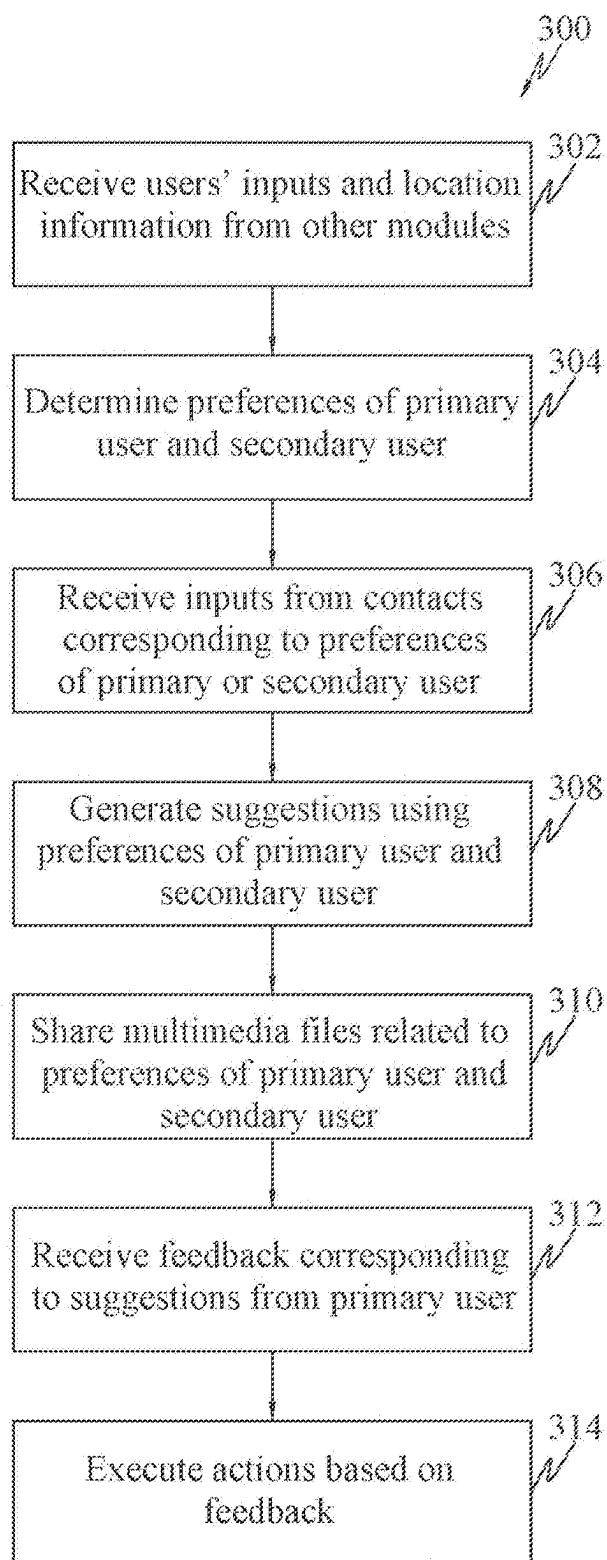 300
302
Receive users' inputs and location
information from other modules
304
Determine preferences of primary
user and secondary user
306
Receive inputs from contacts
corresponding to preferences
of primary or secondary user
308
Generate suggestions using
preferences of primary user and
secondary user
310
Share multimedia files related to
preferences of primary user and
secondary user
312
Receive feedback corresponding
to suggestions from primary user
314
Execute actions based on
feedback